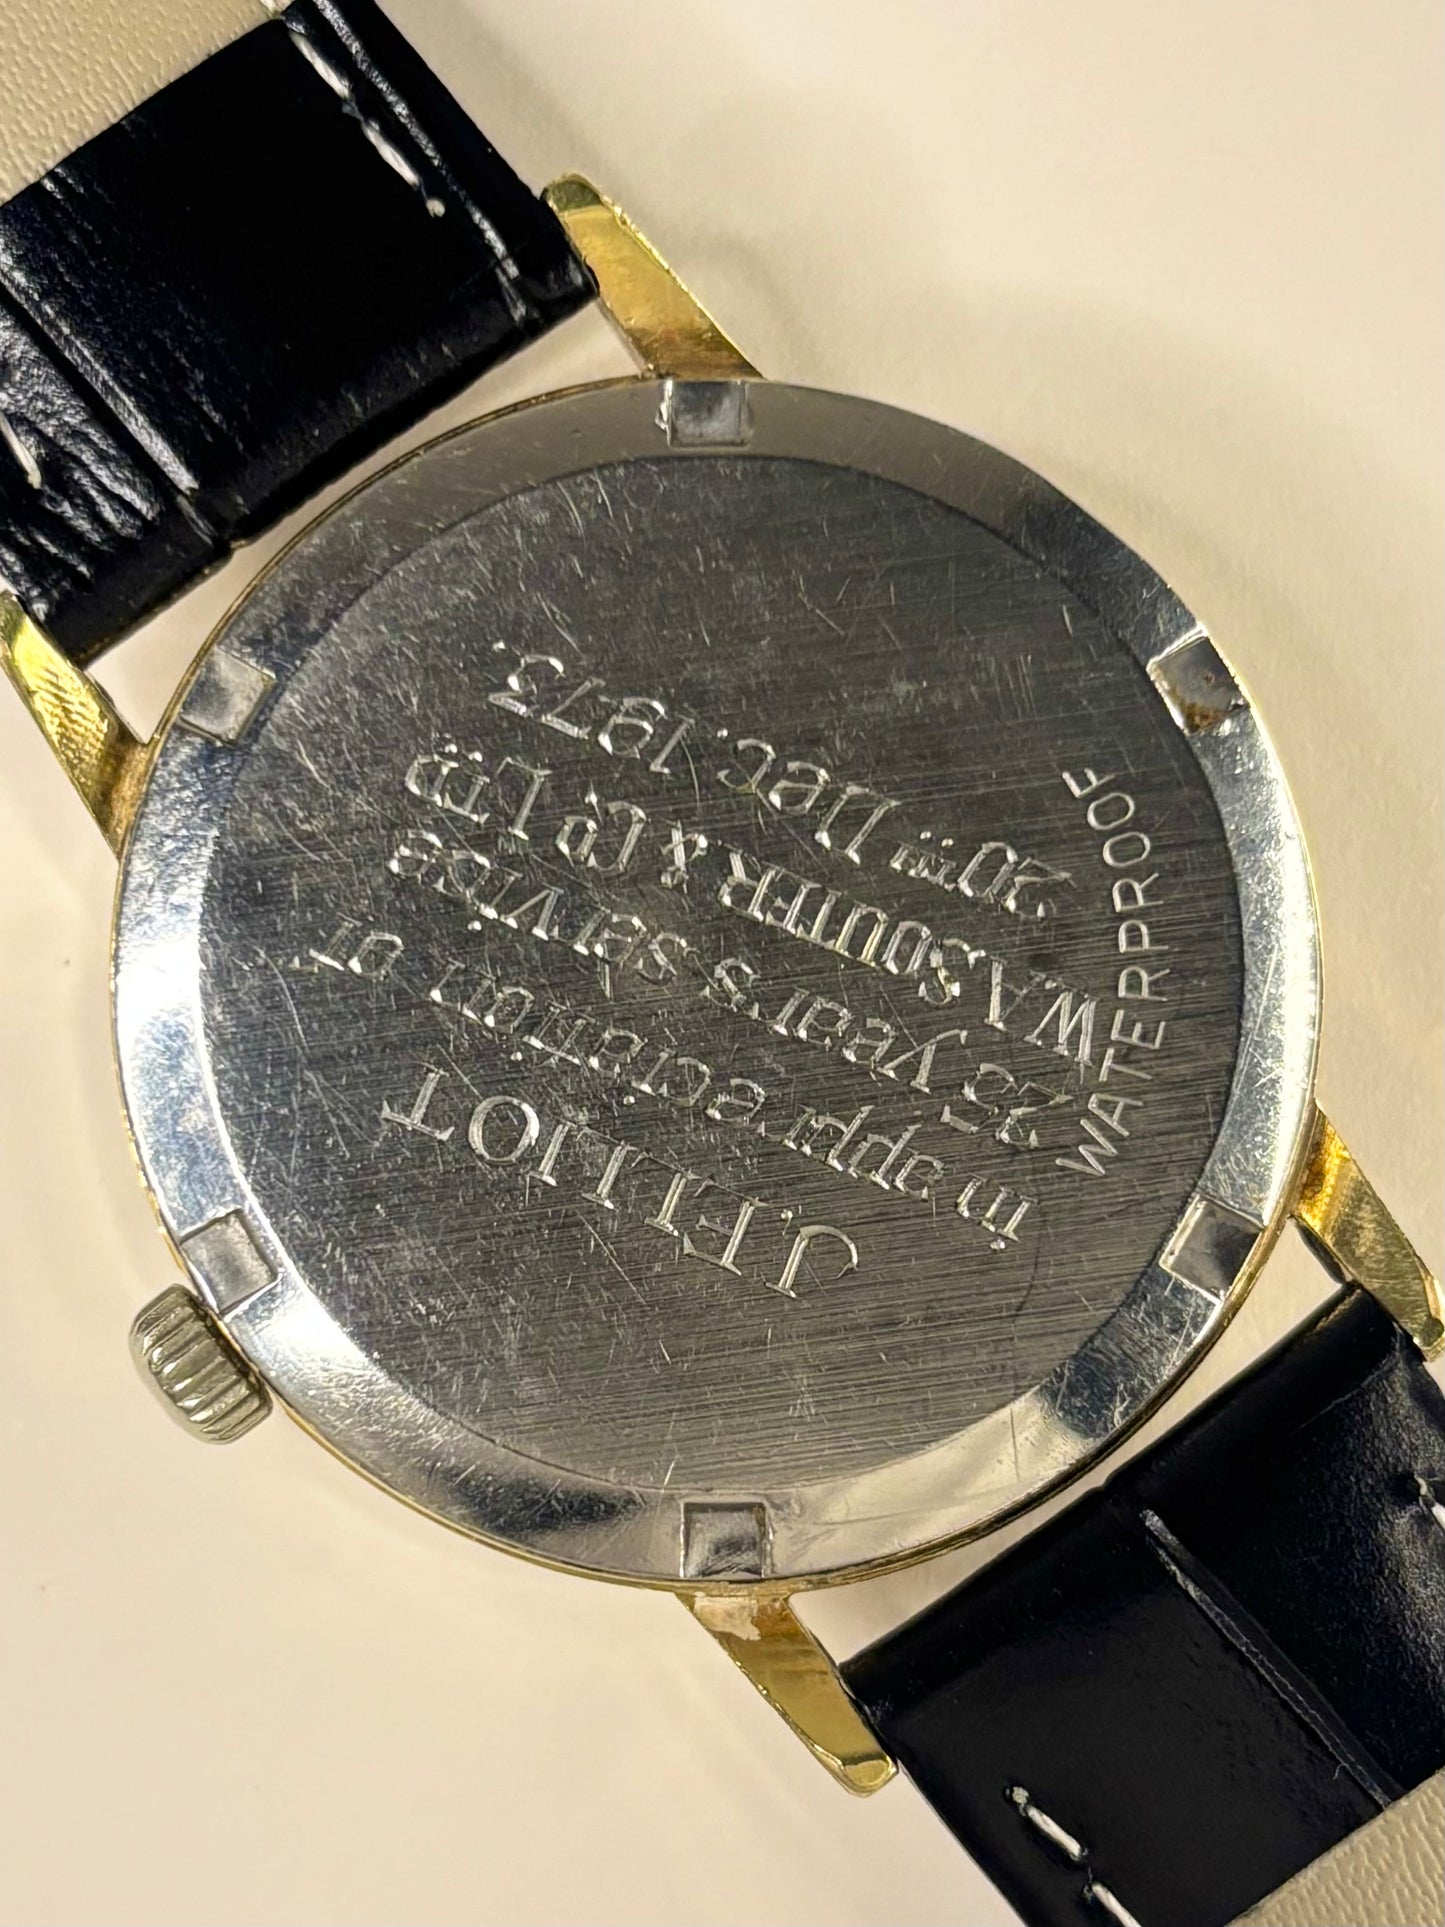 J. ELLIOT
in appreciation of
25 years service
W.A. SOUTER & Co LTD
20TH Dec. 1973.
WATERPROOF